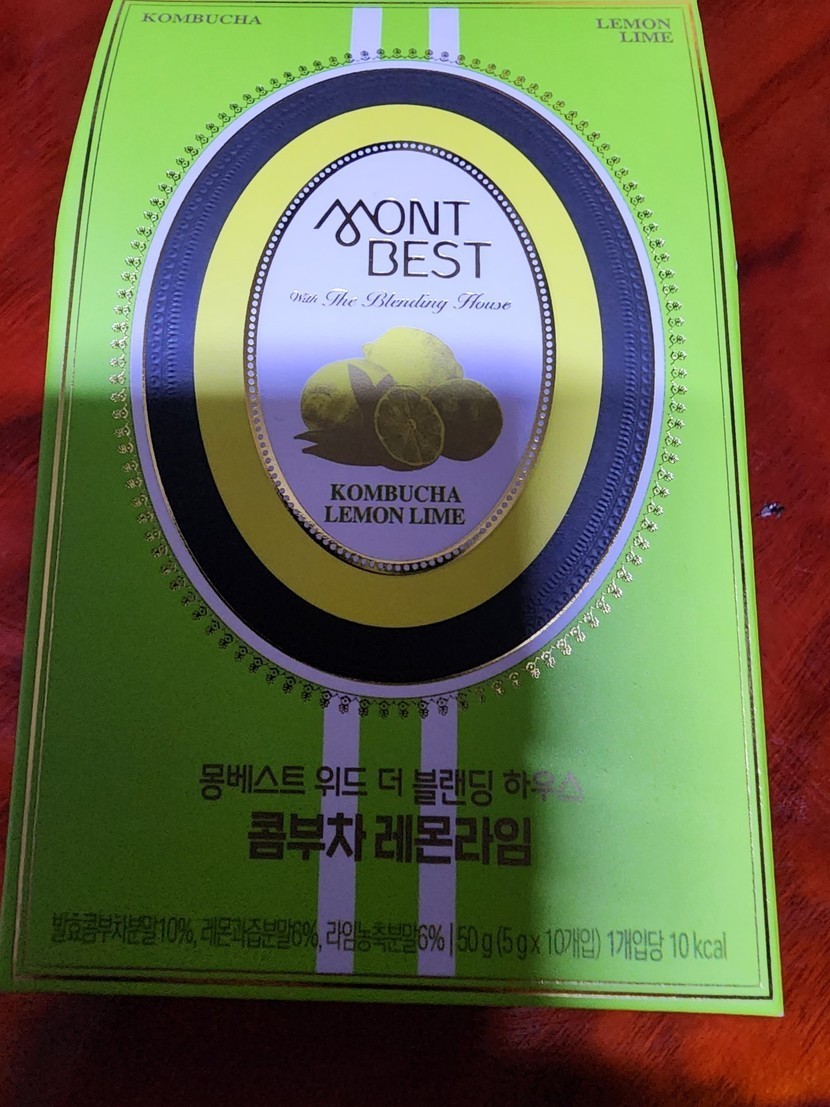 KOMBUCHA
LEMON
LIME
MONT
BEST
With The Blending House
KOMBUCHA
LEMON LIME
몽베스트 위드 더 블랜딩 하우스
콤부차 레몬라임
발효콤부차분말10%, 레몬과즙분말6%, 라임농축분말6% | 50 g (5 g x 10개입) 1개입당 10 kcal